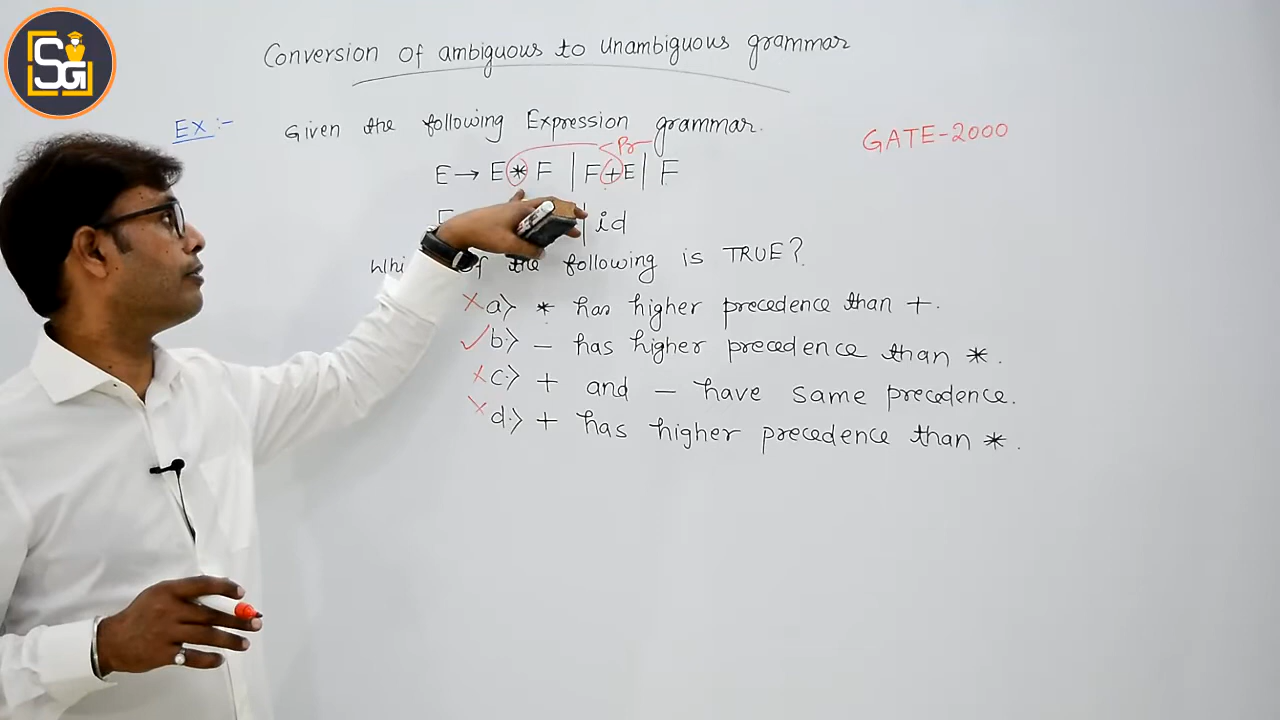 SG
Conversion of ambiguous to unambiguous grammar
Ex:-
Given the following Expression grammar.
GATE-2000
< Pr
E → E * F | F + E | F
| id
of the following is TRUE?
× a) * has higher precedence than +.
✓ b) - has higher precedence than *.
× c) + and - have same precedence.
× d) + has higher precedence than *.